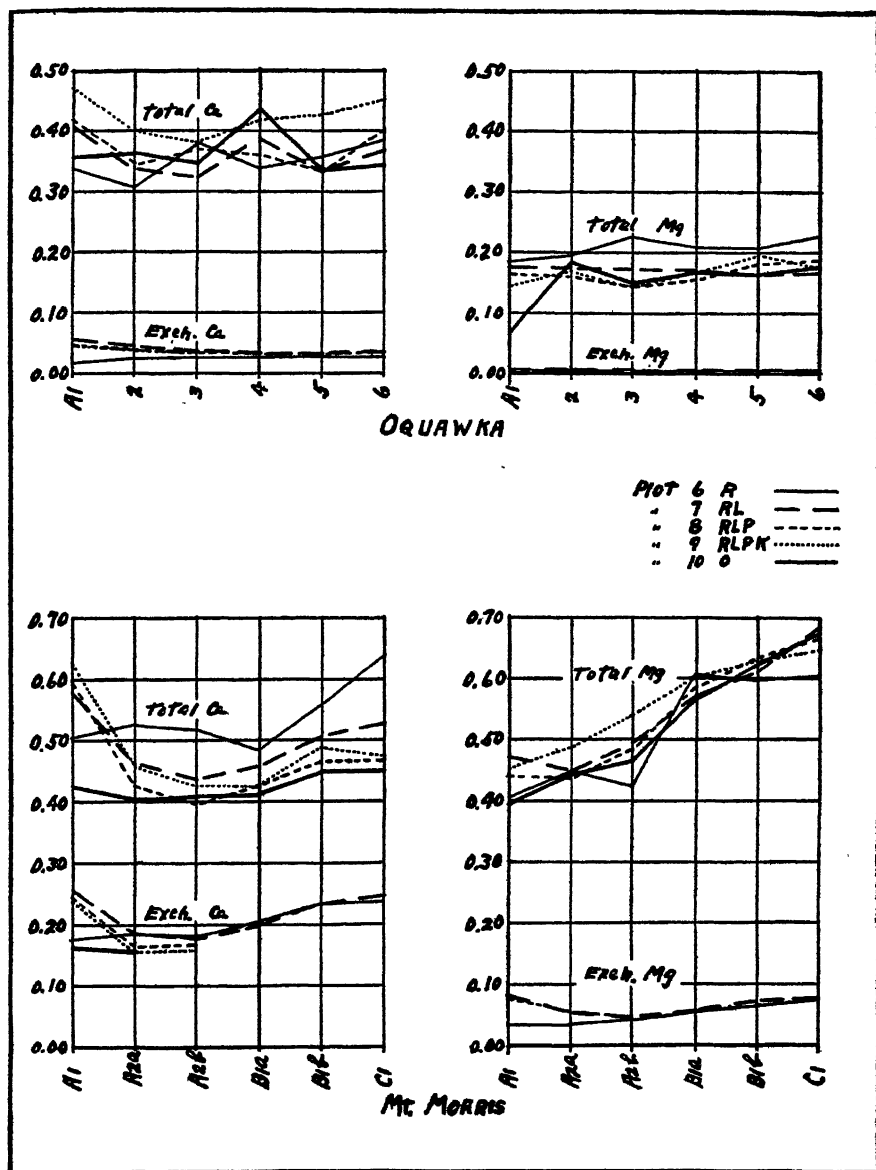 0.50
0.40
0.30
0.20
0.10
0.00
Total Ca
Exch. Ca
A1 2 3 4 5 6
0.50
0.40
0.30
0.20
0.10
0.00
Total Mg
Exch. Mg
A1 2 3 4 5 6
OQUAWKA
Plot 6 R
" 7 RL
" 8 RLP
" 9 RLPK
" 10 O
0.70
0.60
0.50
0.40
0.30
0.20
0.10
0.00
Total Ca
Exch. Ca
A1 A2a A2b B1a B1b C1
0.70
0.60
0.50
0.40
0.30
0.20
0.10
0.00
Total Mg
Exch. Mg
A1 A2a A2b B1a B1b C1
Mt. MORRIS